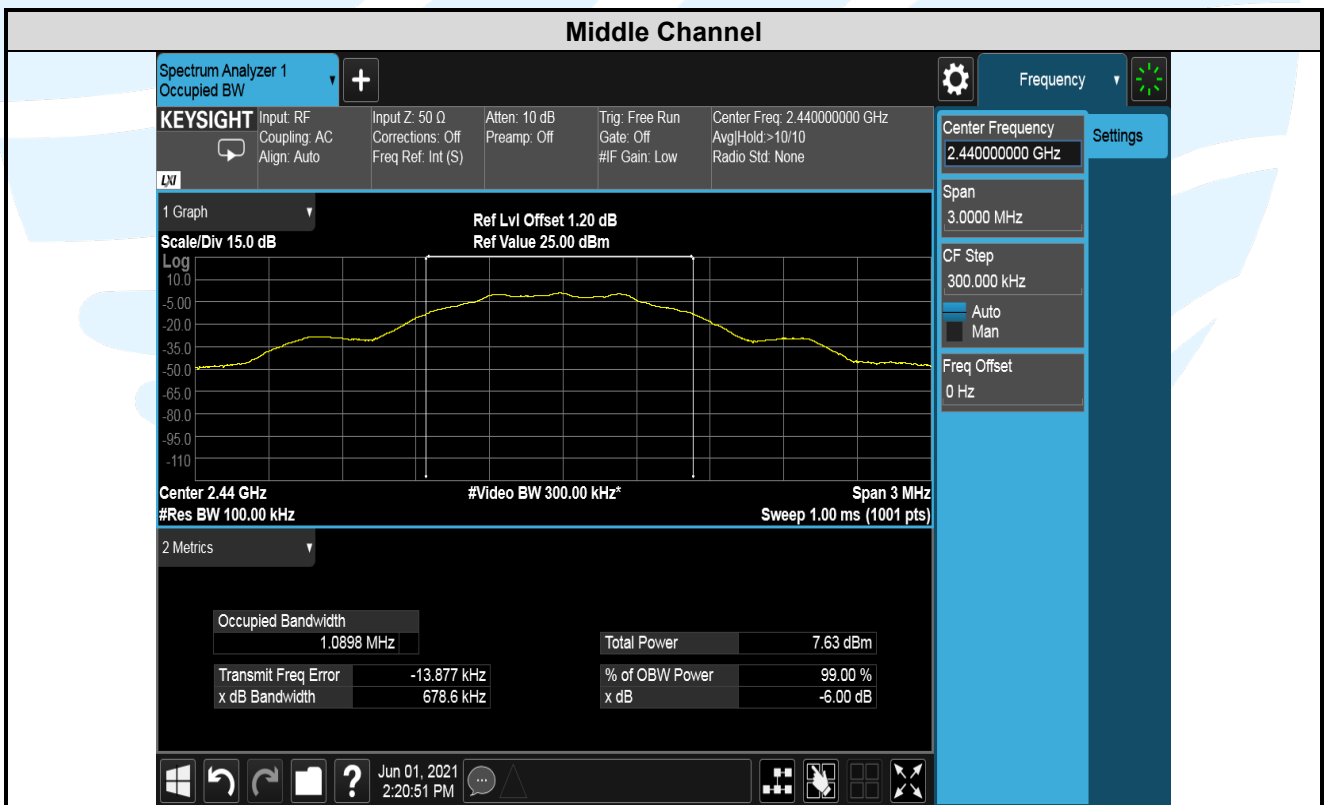 Middle Channel
Spectrum Analyzer 1
Occupied BW
Frequency
KEYSIGHT
LXI
Input: RF
Coupling: AC
Align: Auto
Input Z: 50 Ω
Corrections: Off
Freq Ref: Int (S)
Atten: 10 dB
Preamp: Off
Trig: Free Run
Gate: Off
#IF Gain: Low
Center Freq: 2.440000000 GHz
Avg|Hold:>10/10
Radio Std: None
Center Frequency
2.440000000 GHz
Settings
Span
3.0000 MHz
CF Step
300.000 kHz
Auto
Man
Freq Offset
0 Hz
1 Graph
Ref Lvl Offset 1.20 dB
Scale/Div 15.0 dB
Ref Value 25.00 dBm
Log
10.0
-5.00
-20.0
-35.0
-50.0
-65.0
-80.0
-95.0
-110
Center 2.44 GHz
#Video BW 300.00 kHz*
Span 3 MHz
#Res BW 100.00 kHz
Sweep 1.00 ms (1001 pts)
2 Metrics
Occupied Bandwidth
1.0898 MHz
Total Power 7.63 dBm
Transmit Freq Error -13.877 kHz
% of OBW Power 99.00 %
x dB Bandwidth 678.6 kHz
x dB -6.00 dB
?
Jun 01, 2021
2:20:51 PM